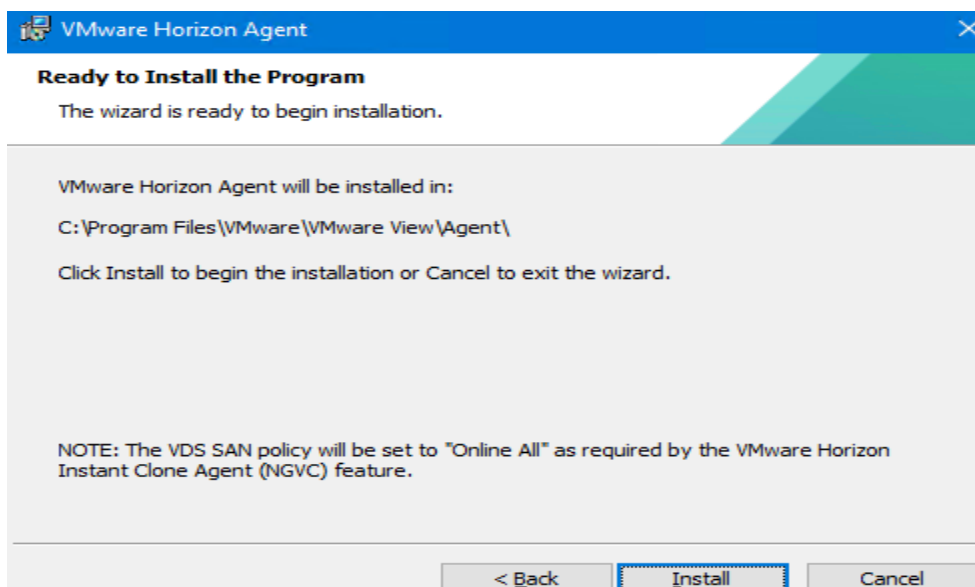 VMware Horizon Agent
Ready to Install the Program
The wizard is ready to begin installation.
VMware Horizon Agent will be installed in:
C:\Program Files\VMware\VMware View\Agent\
Click Install to begin the installation or Cancel to exit the wizard.
NOTE: The VDS SAN policy will be set to "Online All" as required by the VMware Horizon
Instant Clone Agent (NGVC) feature.
< Back Install Cancel